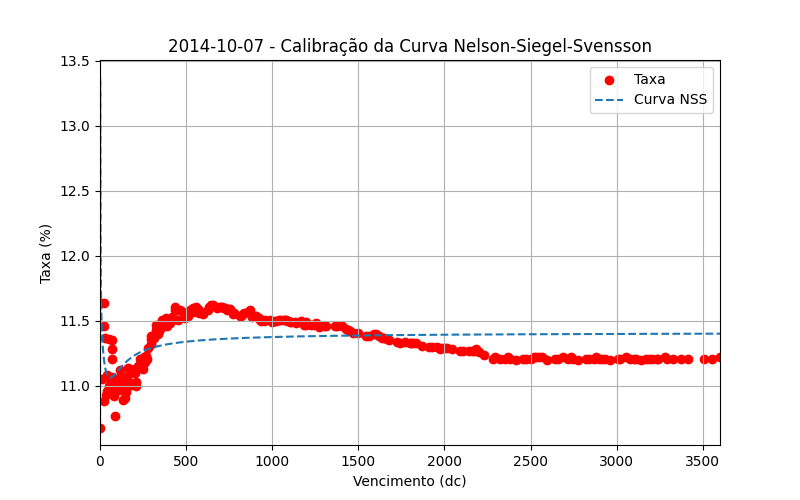 2014-10-07 - Calibração da Curva Nelson-Siegel-Svensson
13.5
13.0
12.5
12.0
11.5
11.0
Taxa (%)
Taxa
Curva NSS
0
500
1000
1500
2000
2500
3000
3500
Vencimento (dc)